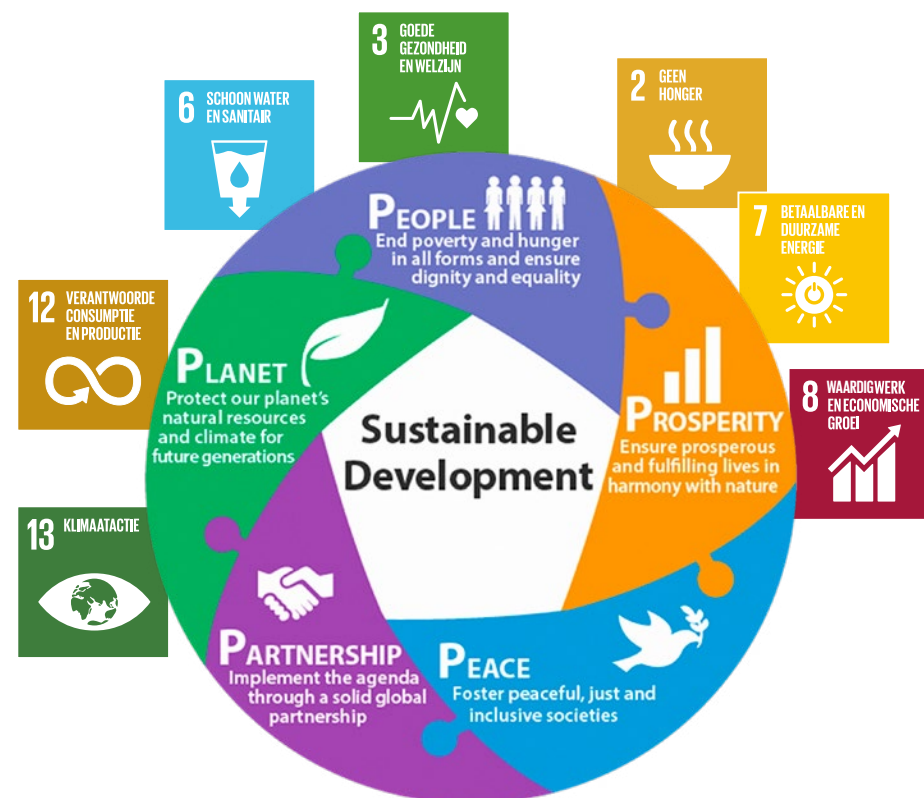 3 GOEDE
GEZONDHEID
EN WELZIJN
2 GEEN
HONGER
6 SCHOON WATER
EN SANITAIR
7 BETAALBARE EN
DUURZAME
ENERGIE
12 VERANTWOORDE
CONSUMPTIE
EN PRODUCTIE
8 WAARDIG WERK
EN ECONOMISCHE
GROEI
13 KLIMAATACTIE
PEOPLE
End poverty and hunger
in all forms and ensure
dignity and equality
PLANET
Protect our planet's
natural resources
and climate for
future generations
Sustainable
Development
PROSPERITY
Ensure prosperous
and fulfilling lives in
harmony with nature
PARTNERSHIP
Implement the agenda
through a solid global
partnership
PEACE
Foster peaceful, just and
inclusive societies